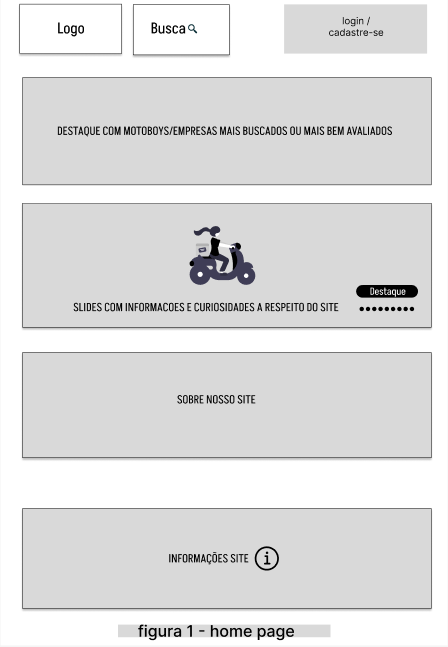 Logo
Busca
login /
cadastre-se
DESTAQUE COM MOTOBOYS/EMPRESAS MAIS BUSCADOS OU MAIS BEM AVALIADOS
Destaque
SLIDES COM INFORMACOES E CURIOSIDADES A RESPEITO DO SITE
SOBRE NOSSO SITE
INFORMAÇÕES SITE
figura 1 - home page